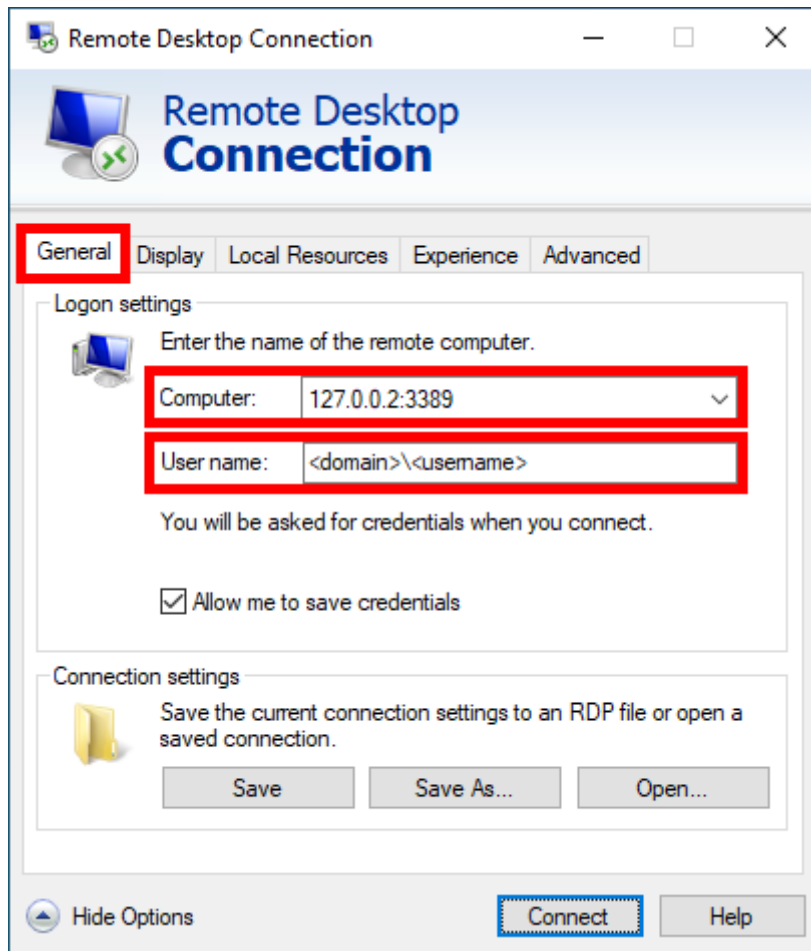 Remote Desktop Connection
Remote Desktop
Connection
General Display Local Resources Experience Advanced
Logon settings
Enter the name of the remote computer.
Computer: 127.0.0.2:3389
User name: <domain>\<username>
You will be asked for credentials when you connect.
Allow me to save credentials
Connection settings
Save the current connection settings to an RDP file or open a
saved connection.
Save Save As... Open...
Hide Options Connect Help